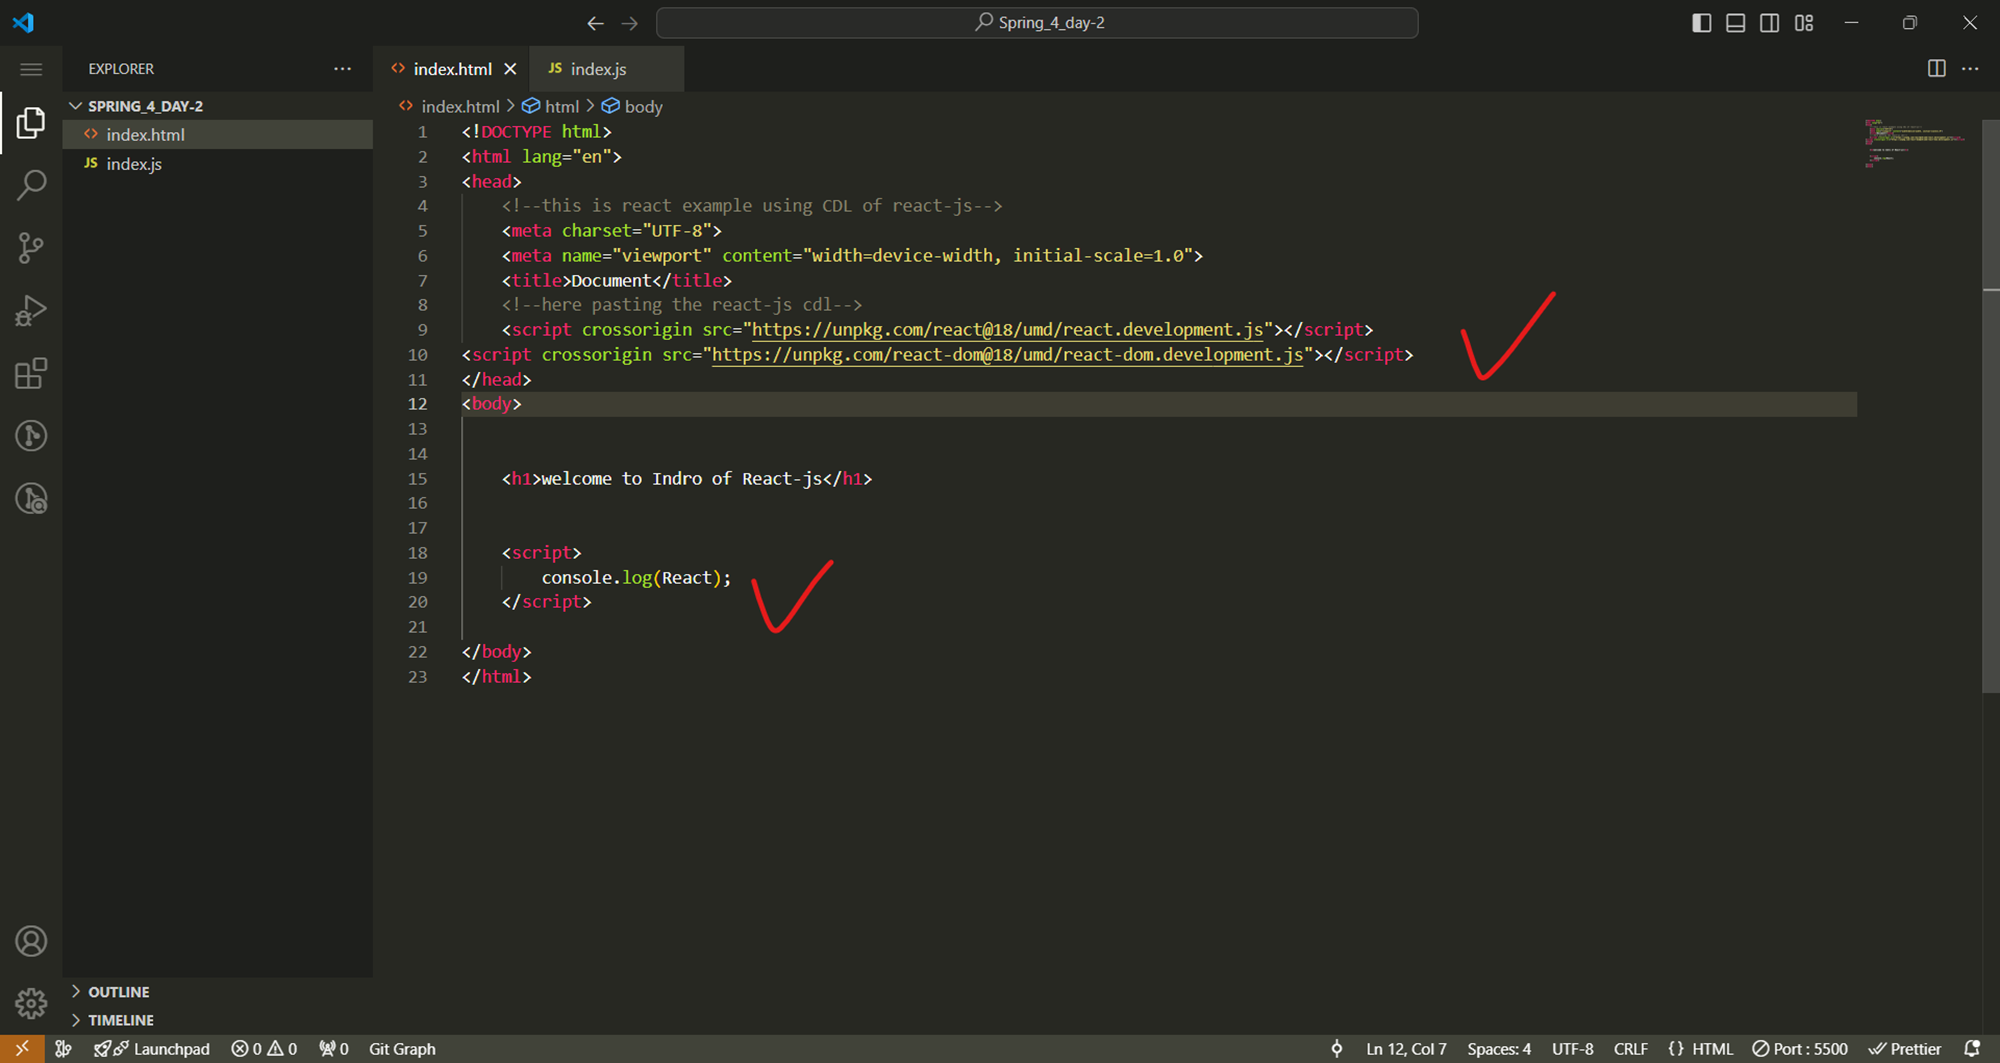 Spring_4_day-2
EXPLORER
index.html
JS index.js
SPRING_4_DAY-2
index.html
JS index.js
index.html > html > body
1 <!DOCTYPE html>
2 <html lang="en">
3 <head>
4 <!--this is react example using CDL of react-js-->
5 <meta charset="UTF-8">
6 <meta name="viewport" content="width=device-width, initial-scale=1.0">
7 <title>Document</title>
8 <!--here pasting the react-js cdl-->
9 <script crossorigin src="https://unpkg.com/react@18/umd/react.development.js"></script>
10 <script crossorigin src="https://unpkg.com/react-dom@18/umd/react-dom.development.js"></script>
11 </head>
12 <body>
13
14
15 <h1>welcome to Indro of React-js</h1>
16
17
18 <script>
19 console.log(React);
20 </script>
21
22 </body>
23 </html>
OUTLINE
TIMELINE
Launchpad 0 0 0 Git Graph Ln 12, Col 7 Spaces: 4 UTF-8 CRLF {} HTML Port : 5500 Prettier